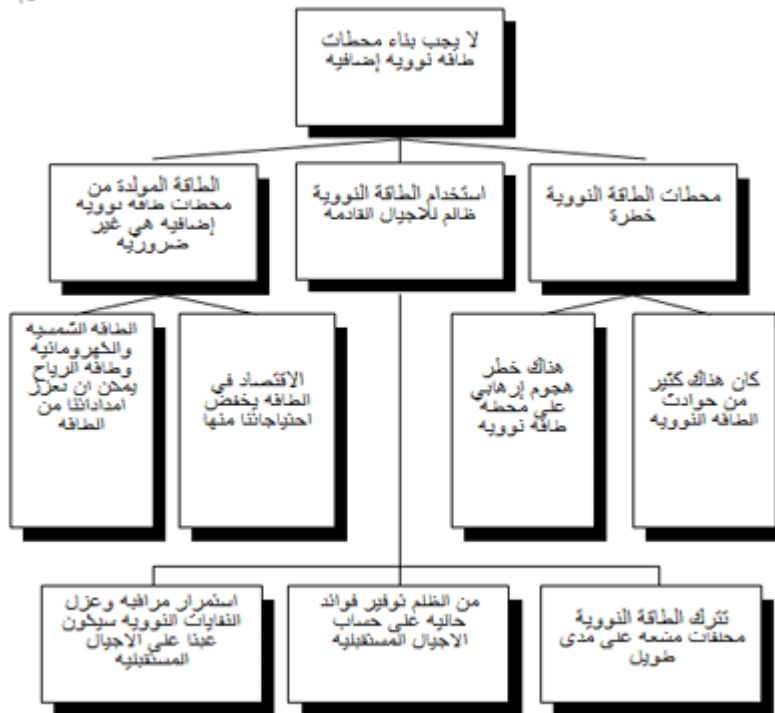 لا يجب بناء محطات
طاقه نوويه إضافيه
محطات الطاقة النووية
خطرة
استخدام الطاقة النووية
ظالم للاجيال القادمه
الطاقة المولدة من
محطات طاقه نوويه
إضافيه هي غير
ضروريه
كان هناك كثير
من حوادث
الطاقه النوويه
هناك خطر
هجوم إرهابي
على محطه
طاقه نوويه
الاقتصاد في
الطاقه يخفض
احتياجاتنا منها
الطاقه الشمسيه
والكهرومائية
وطاقه الرياح
يمكن ان تعزز
امداداتنا من
الطاقه
تترك الطاقة النووية
مخلفات مشعه على مدى
طويل
من الظلم توفير فوائد
حاليه على حساب
الاجيال المستقبليه
استمرار مراقبه وعزل
النفايات النوويه سيكون
عبئا على الاجيال
المستقبليه